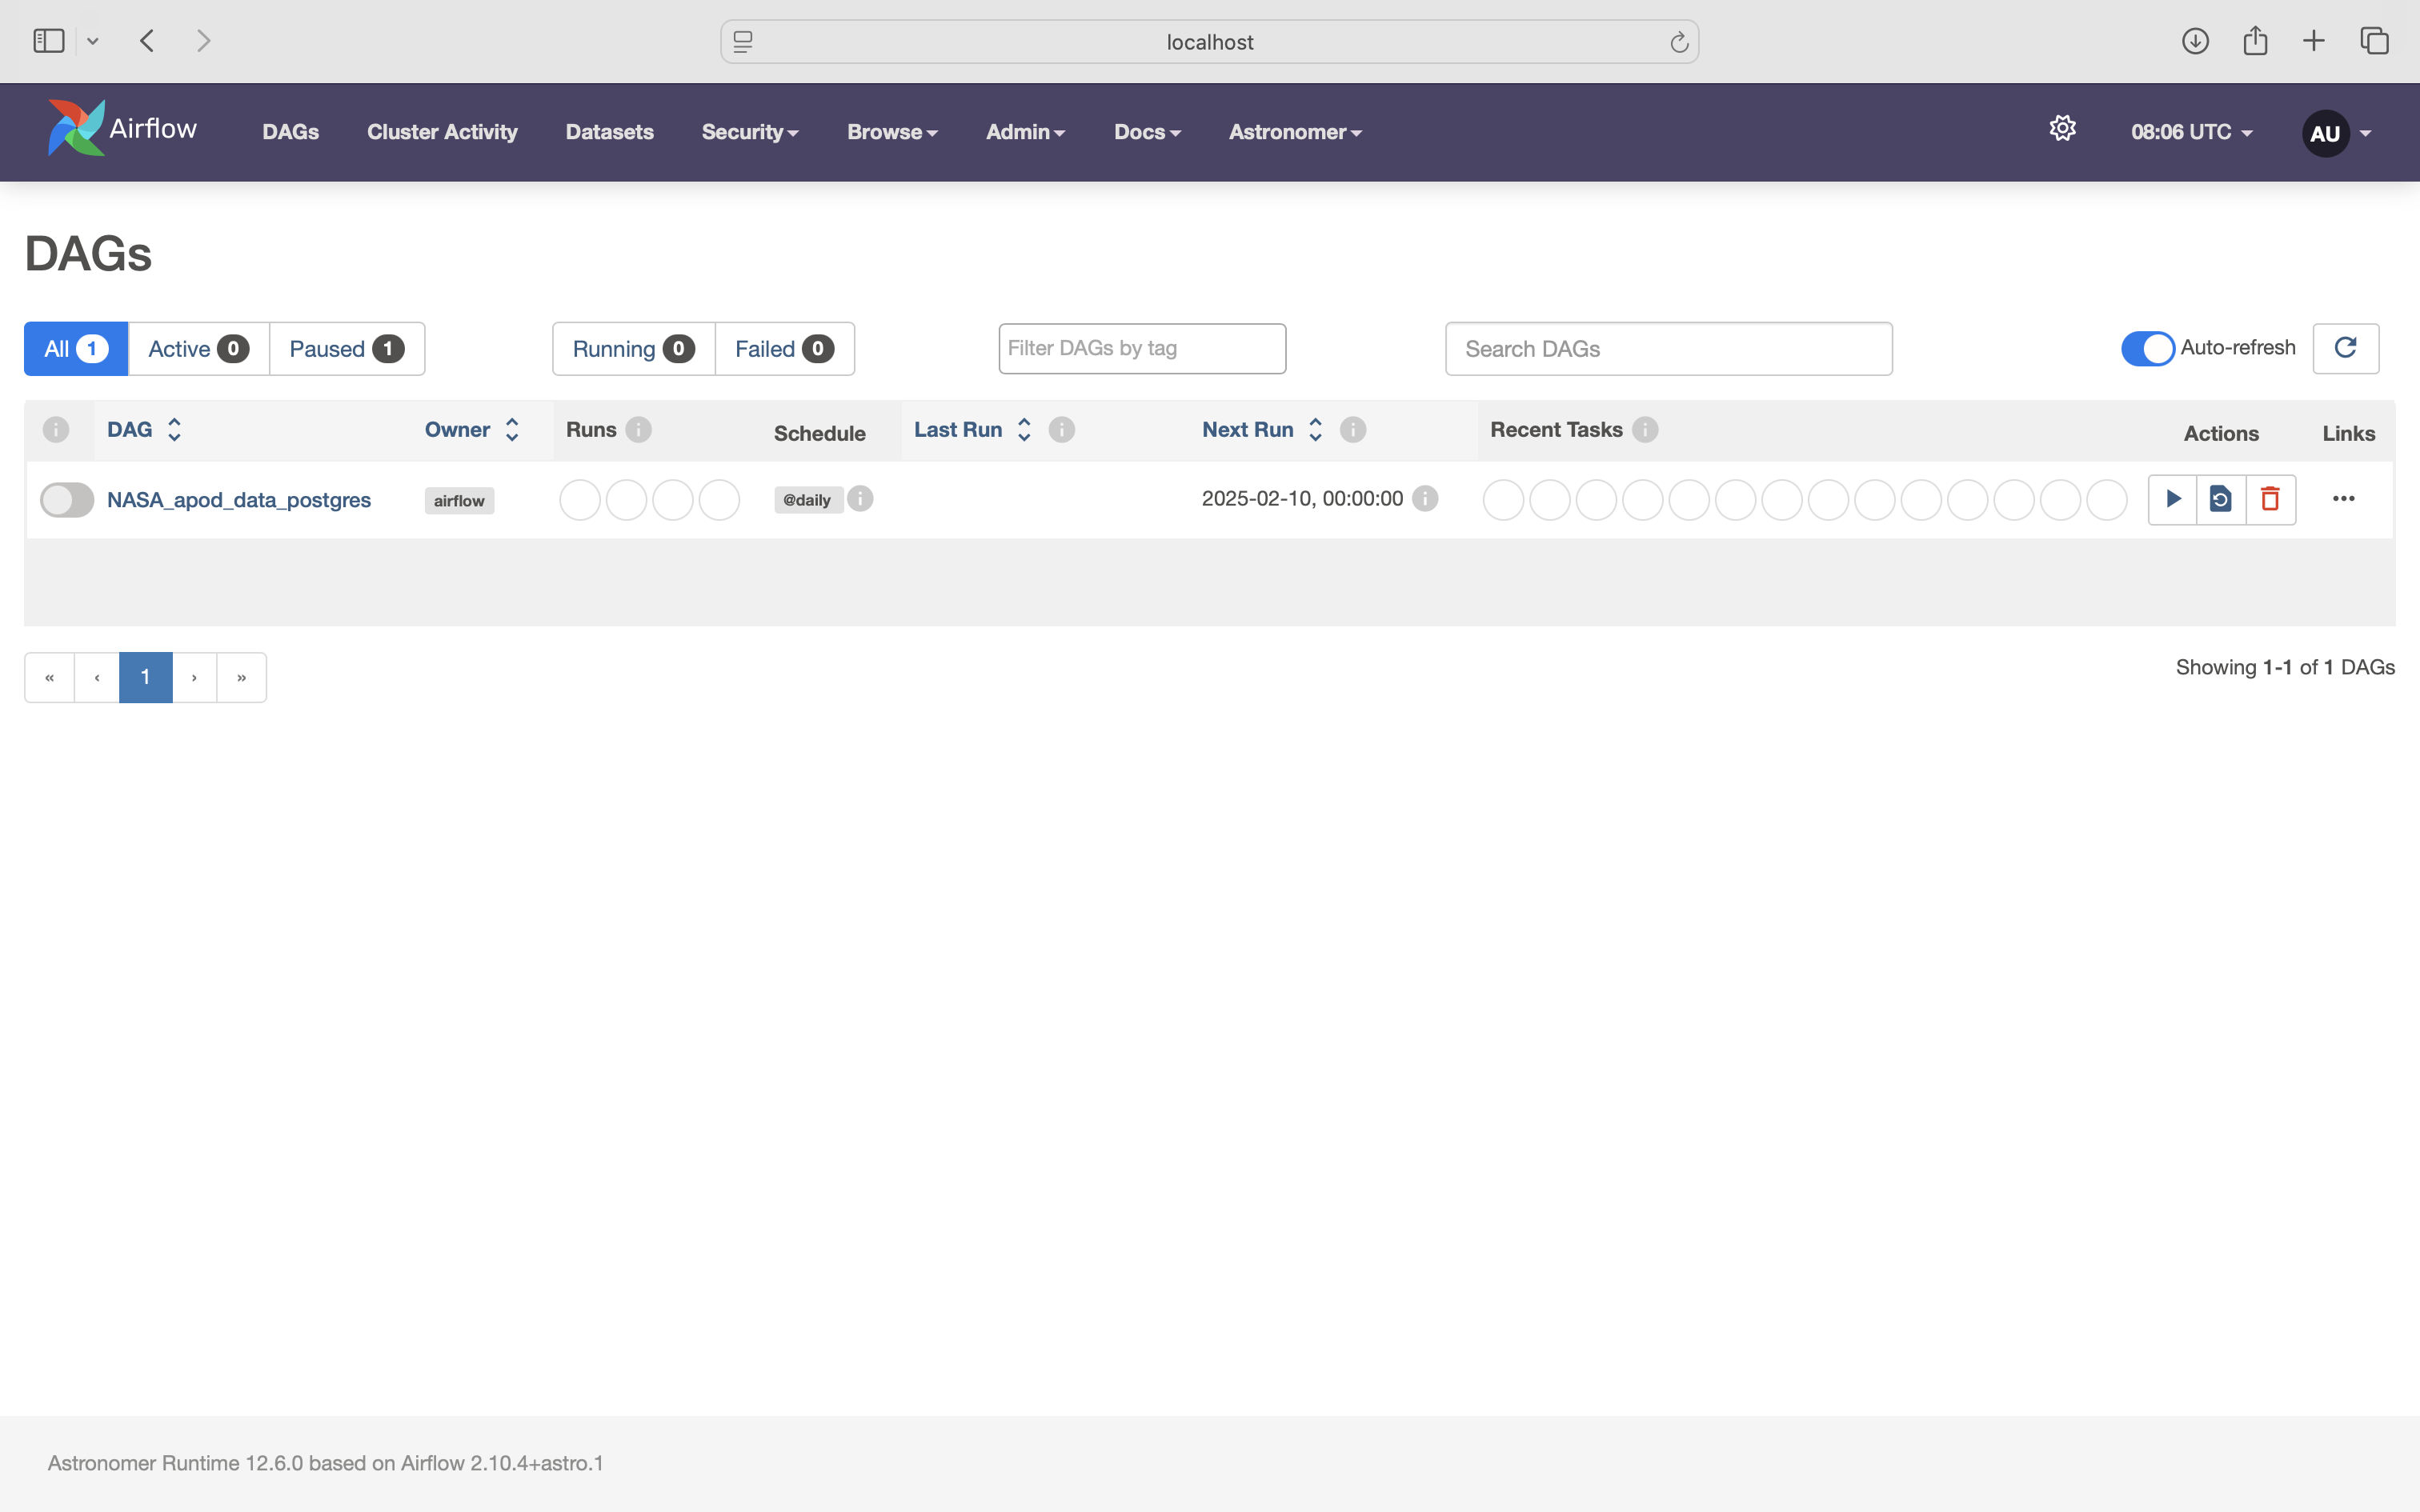 localhost
Airflow DAGs Cluster Activity Datasets Security Browse Admin Docs Astronomer 08:06 UTC AU
DAGs
All 1 Active 0 Paused 1 Running 0 Failed 0 Filter DAGs by tag Search DAGs Auto-refresh
DAG Owner Runs Schedule Last Run Next Run Recent Tasks Actions Links
NASA_apod_data_postgres airflow @daily 2025-02-10, 00:00:00
« ‹ 1 › » Showing 1-1 of 1 DAGs
Astronomer Runtime 12.6.0 based on Airflow 2.10.4+astro.1